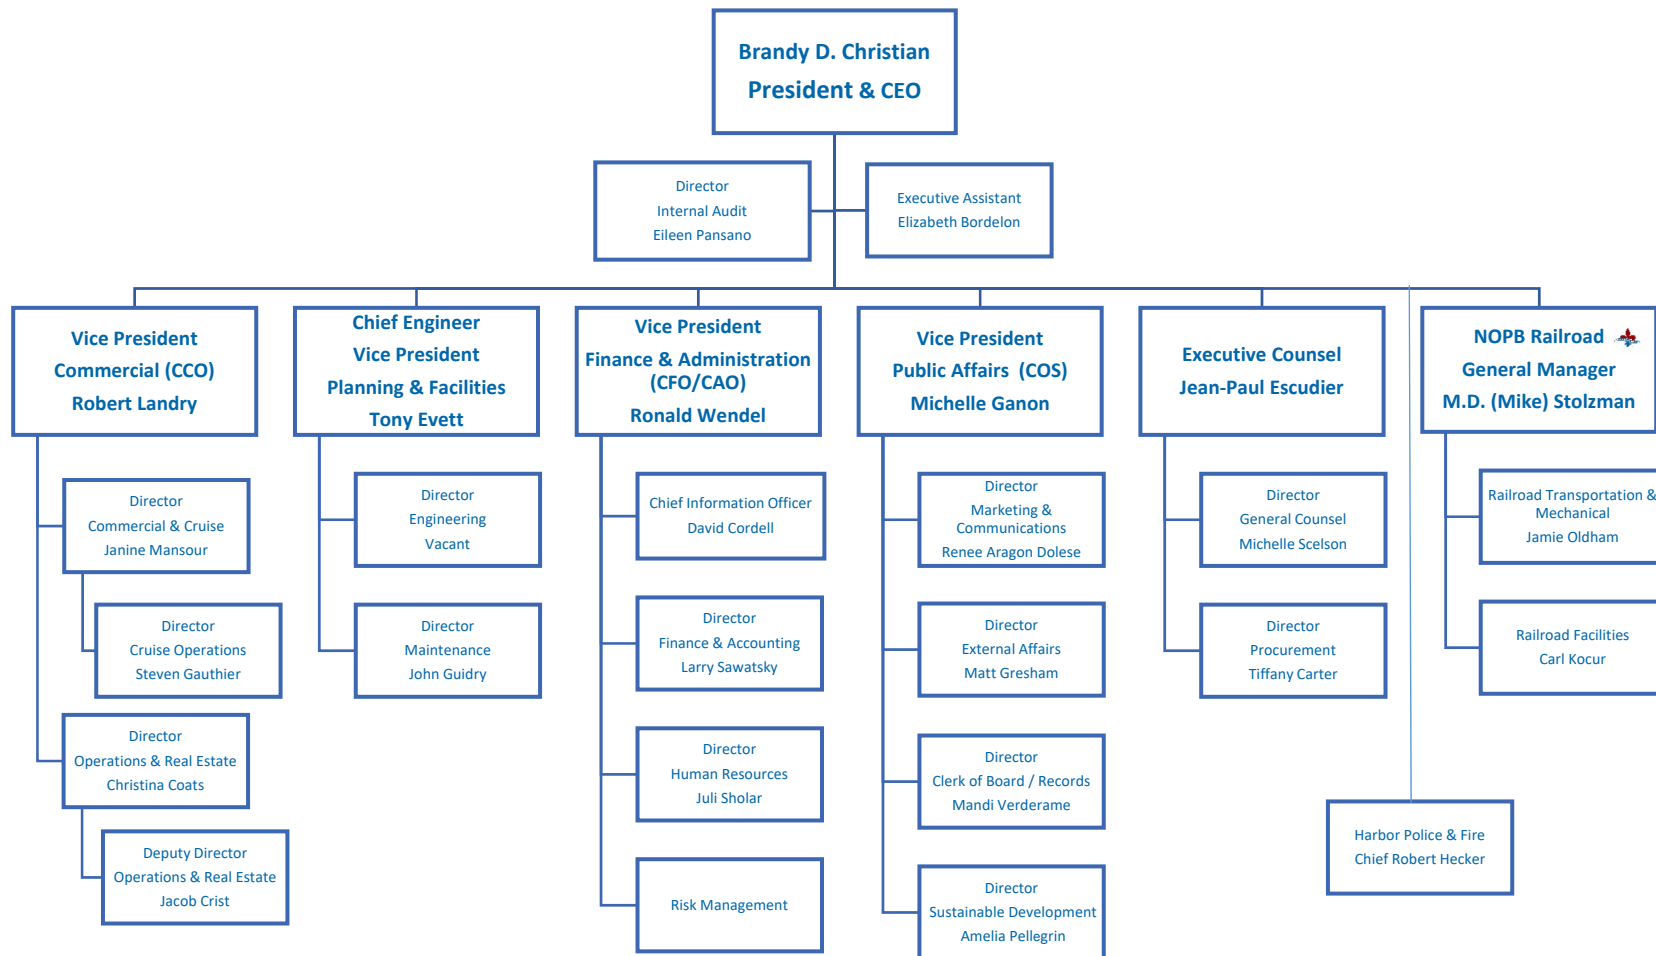 Brandy D. Christian
President & CEO
Director
Internal Audit
Eileen Pansano
Executive Assistant
Elizabeth Bordelon
Vice President
Commercial (CCO)
Robert Landry
Chief Engineer
Vice President
Planning & Facilities
Tony Evett
Vice President
Finance & Administration
(CFO/CAO)
Ronald Wendel
Vice President
Public Affairs (COS)
Michelle Ganon
Executive Counsel
Jean-Paul Escudier
NOPB Railroad
General Manager
M.D. (Mike) Stolzman
Director
Commercial & Cruise
Janine Mansour
Director
Cruise Operations
Steven Gauthier
Director
Operations & Real Estate
Christina Coats
Deputy Director
Operations & Real Estate
Jacob Crist
Director
Engineering
Vacant
Director
Maintenance
John Guidry
Chief Information Officer
David Cordell
Director
Finance & Accounting
Larry Sawatsky
Director
Human Resources
Juli Sholar
Risk Management
Director
Marketing &
Communications
Renee Aragon Dolese
Director
External Affairs
Matt Gresham
Director
Clerk of Board / Records
Mandi Verderame
Director
Sustainable Development
Amelia Pellegrin
Director
General Counsel
Michelle Scelson
Director
Procurement
Tiffany Carter
Harbor Police & Fire
Chief Robert Hecker
Railroad Transportation &
Mechanical
Jamie Oldham
Railroad Facilities
Carl Kocur